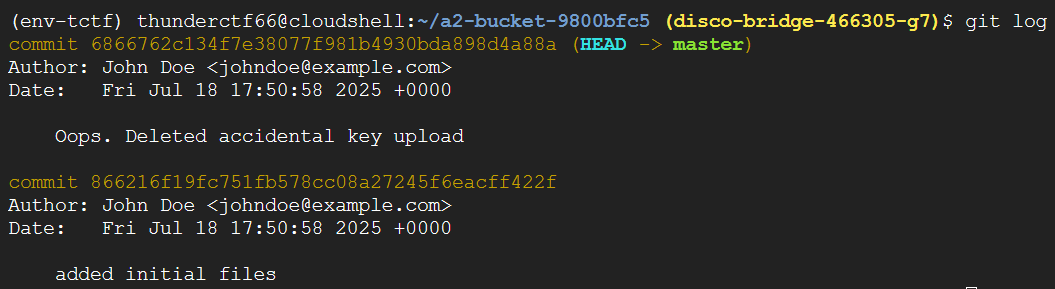 (env-tctf) thunderctf66@cloudshell:~/a2-bucket-9800bfc5 (disco-bridge-466305-g7)$ git log
commit 6866762c134f7e38077f981b4930bda898d4a88a (HEAD -> master)
Author: John Doe <johndoe@example.com>
Date:   Fri Jul 18 17:50:58 2025 +0000
    Oops. Deleted accidental key upload
commit 866216f19fc751fb578cc08a27245f6eacff422f
Author: John Doe <johndoe@example.com>
Date:   Fri Jul 18 17:50:58 2025 +0000
    added initial files